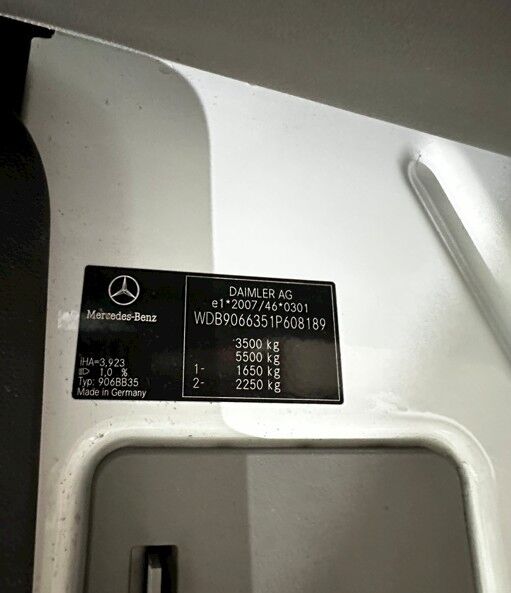 Mercedes-Benz
DAIMLER AG
e1*2007/46*0301
WDB9066351P608189
3500 kg
5500 kg
1- 1650 kg
2- 2250 kg
iHA=3,923
1,0 %
Typ: 906BB35
Made in Germany